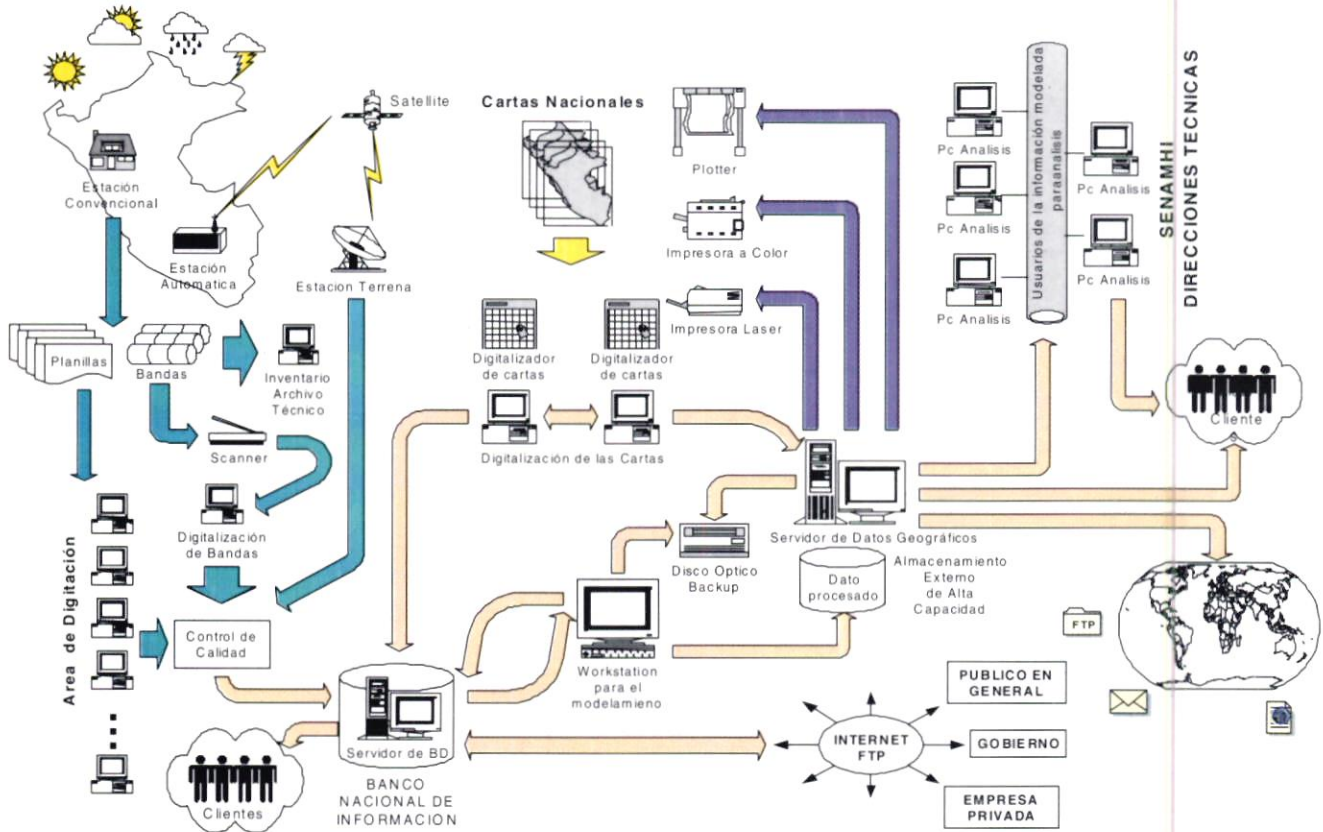 Satellite
Cartas Nacionales
Estación
Convencional
Estación
Automatica
Estacion Terrena
Plotter
Impresora a Color
Impresora Laser
Pc Analisis
Pc Analisis
Pc Analisis
Pc Analisis
Pc Analisis
Usuarios de la información modelada
paraanalisis
SENAMHI
DIRECCIONES TECNICAS
Planillas
Bandas
Inventario
Archivo
Técnico
Digitalizador
de cartas
Digitalizador
de cartas
Cliente
s
Scanner
Digitalización de las Cartas
Digitalización
de Bandas
Area de Digitación
Disco Optico
Backup
Servidor de Datos Geográficos
Dato
procesado
Almacenamiento
Externo
de Alta
Capacidad
FTP
Control de
Calidad
Workstation
para el
modelamieno
Servidor de BD
BANCO
NACIONAL DE
INFORMACION
Clientes
INTERNET
FTP
PUBLICO EN
GENERAL
GOBIERNO
EMPRESA
PRIVADA